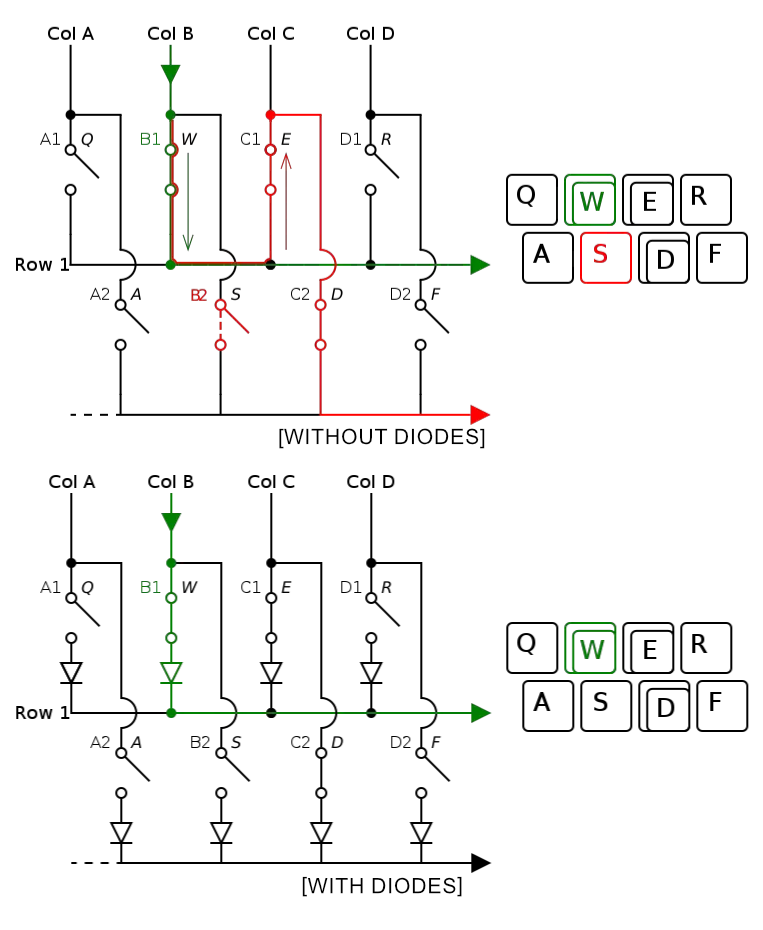 Col A Col B Col C Col D
A1 Q B1 W C1 E D1 R
Q W E R
A S D F
Row 1
A2 A B2 S C2 D D2 F
[WITHOUT DIODES]
Col A Col B Col C Col D
A1 Q B1 W C1 E D1 R
Q W E R
A S D F
Row 1
A2 A B2 S C2 D D2 F
[WITH DIODES]